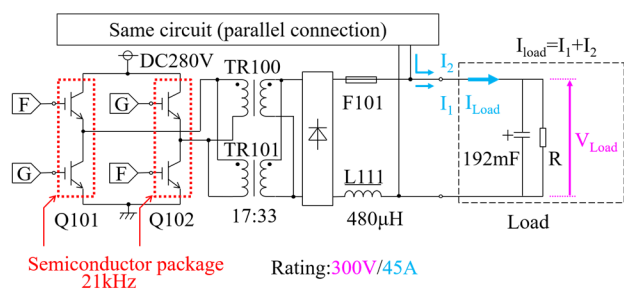 Same circuit (parallel connection)
DC280V
TR100
I2
Iload=I1+I2
F
G
F101
I1
ILoad
TR101
+
192mF
R
VLoad
G
F
L111
Q101
Q102
17:33
480μH
Load
Semiconductor package
21kHz
Rating:300V/45A